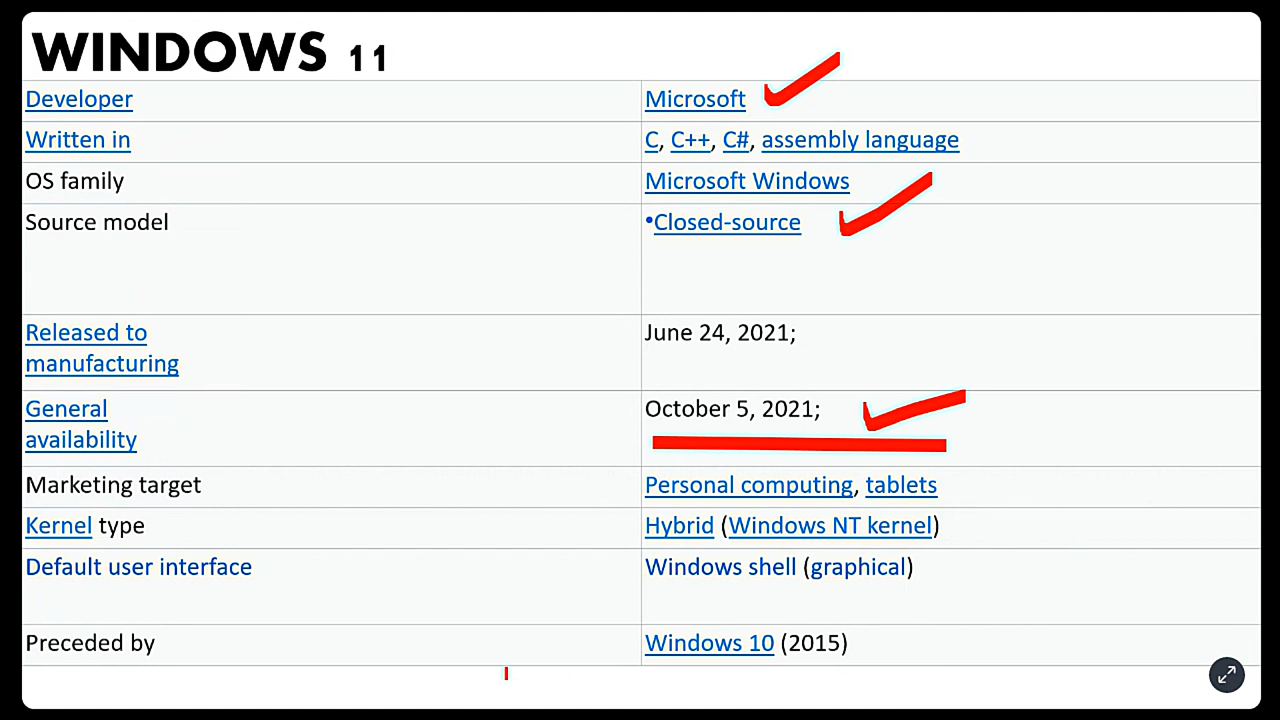 WINDOWS 11
Developer
Microsoft
Written in
C, C++, C#, assembly language
OS family
Microsoft Windows
Source model
•Closed-source
Released to
manufacturing
June 24, 2021;
General
availability
October 5, 2021;
Marketing target
Personal computing, tablets
Kernel type
Hybrid (Windows NT kernel)
Default user interface
Windows shell (graphical)
Preceded by
Windows 10 (2015)